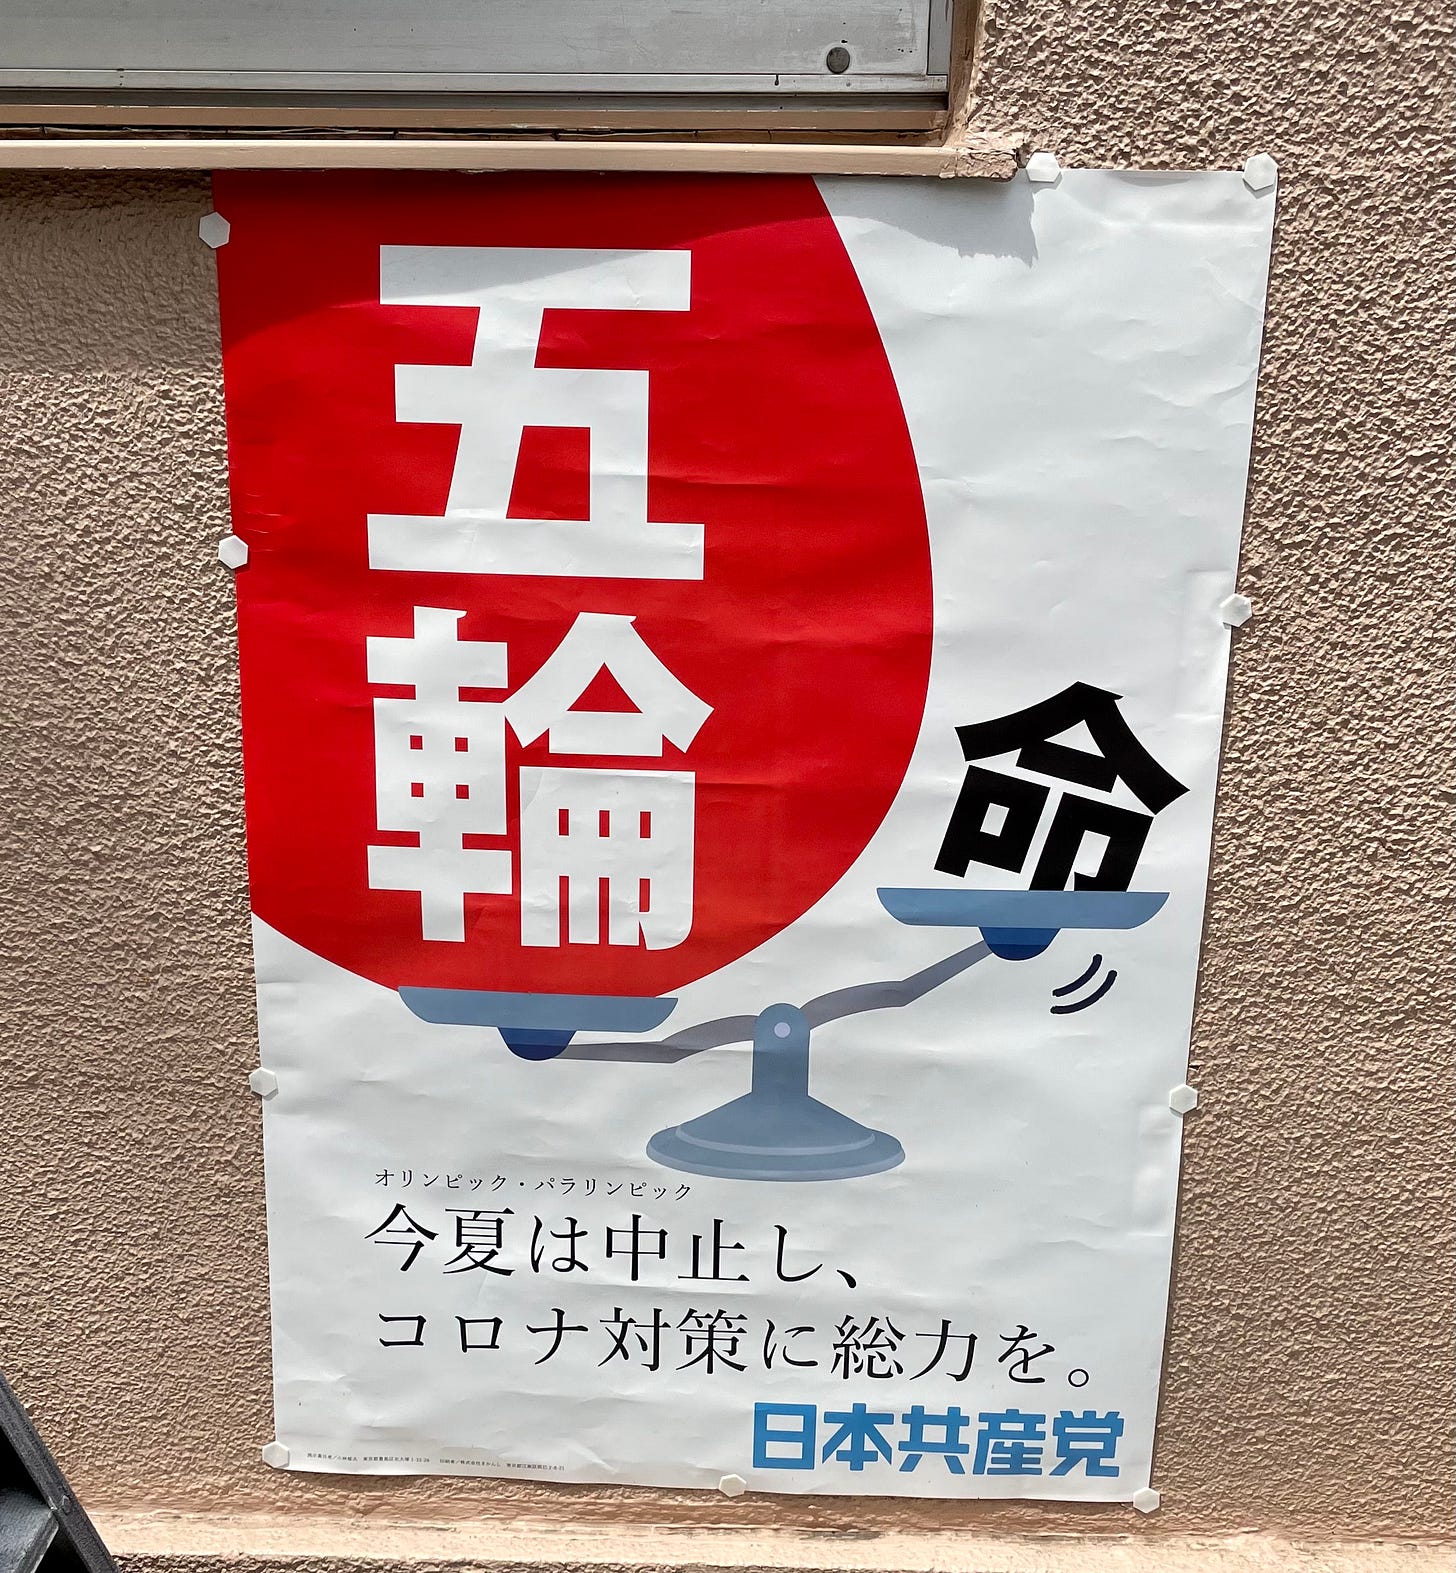 五輪
命
オリンピック・パラリンピック
今夏は中止し、
コロナ対策に総力を。
日本共産党